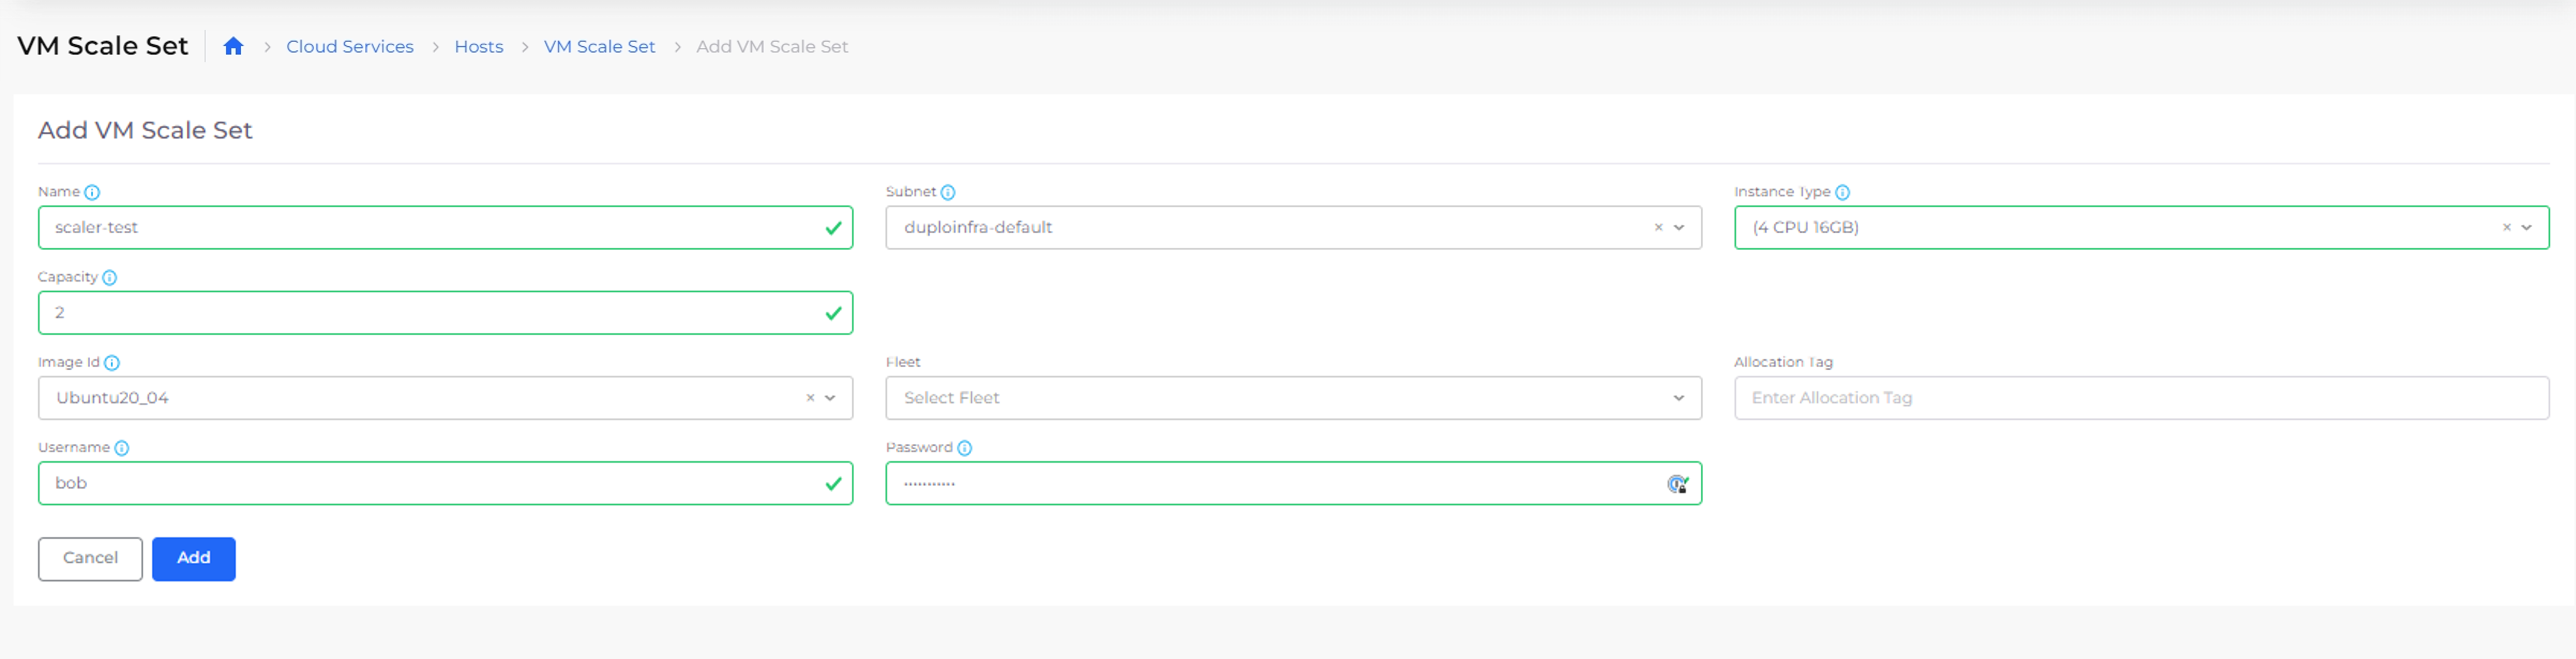 VM Scale Set > Cloud Services > Hosts > VM Scale Set > Add VM Scale Set
Add VM Scale Set
Name Subnet Instance Type
scaler-test duploinfra-default × (4 CPU 16GB) ×
Capacity
2
Image Id Fleet Allocation Tag
Ubuntu20_04 × Select Fleet Enter Allocation Tag
Username Password
bob ···········
Cancel Add